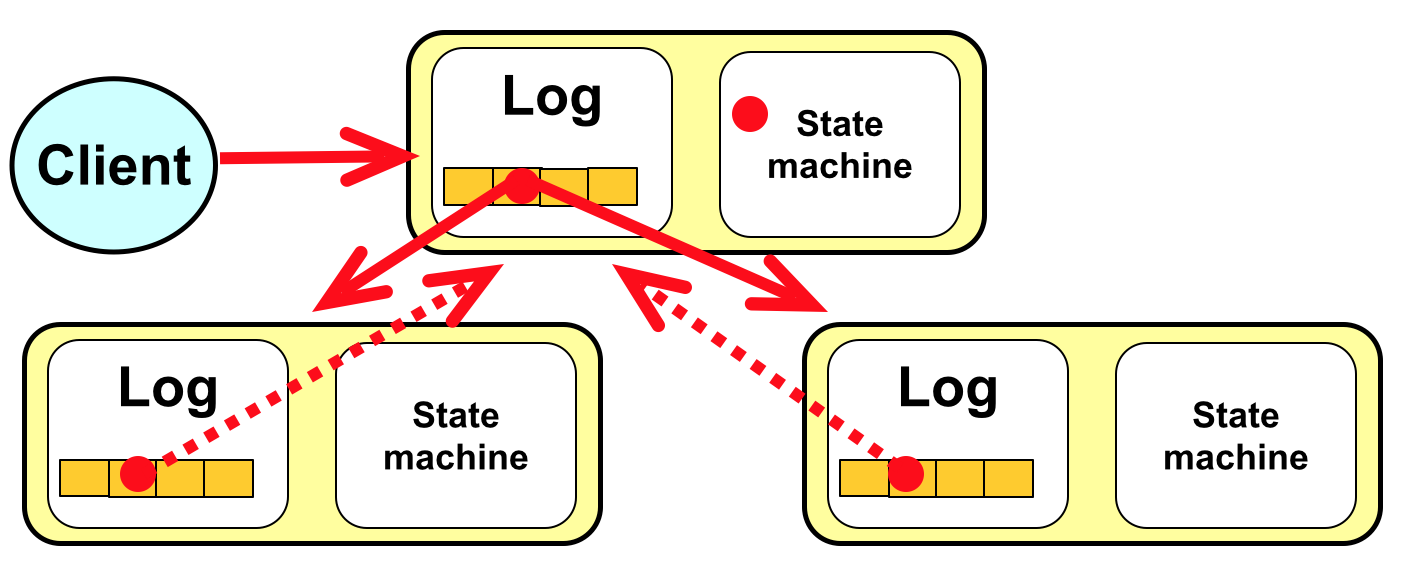 Log
State
machine
Client
Log
State
machine
Log
State
machine